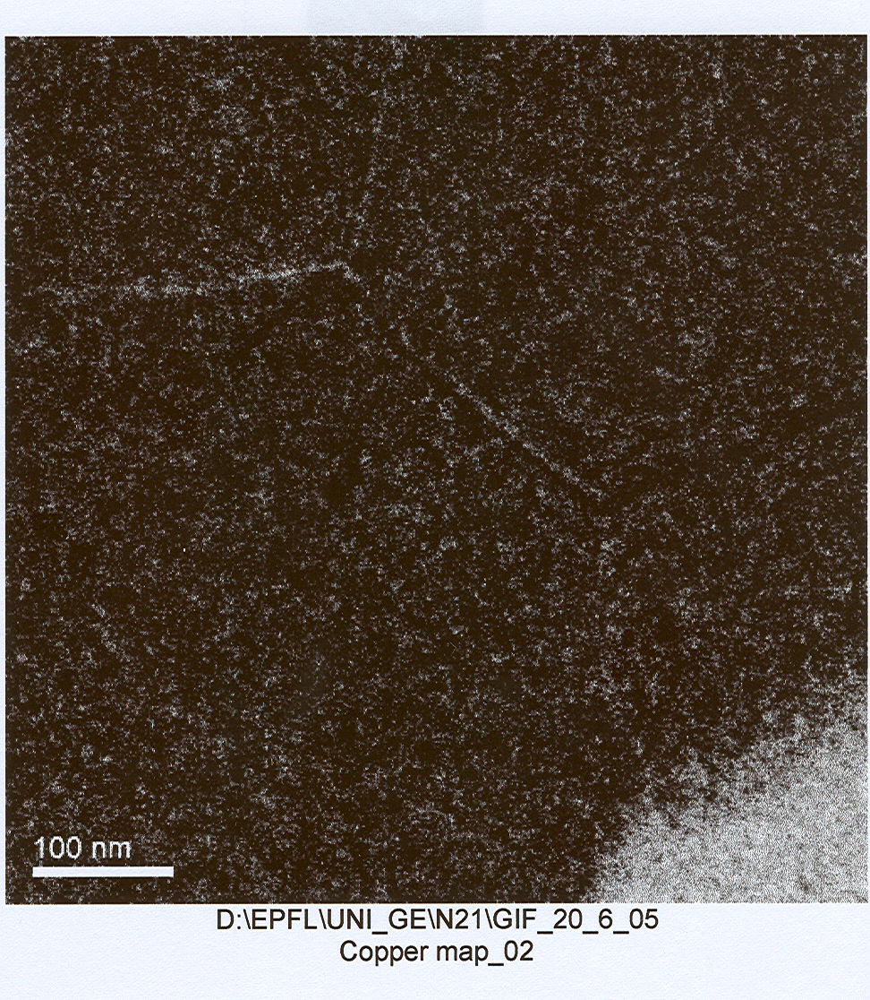 100 nm
D:\EPFL\UNI_GE\N21\GIF_20_6_05
Copper map_02